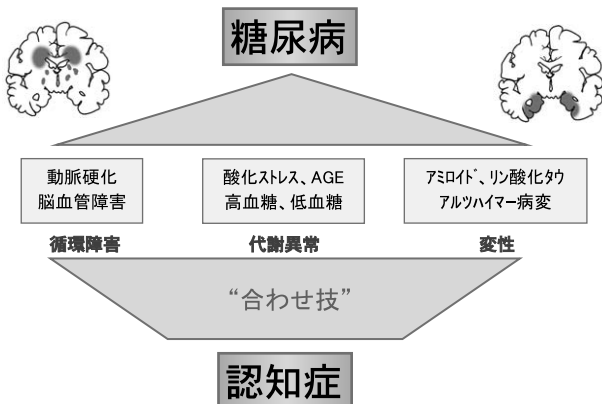 糖尿病
動脈硬化
脳血管障害
酸化ストレス、AGE
高血糖、低血糖
アミロイド、リン酸化タウ
アルツハイマー病変
循環障害
代謝異常
変性
“合わせ技”
認知症